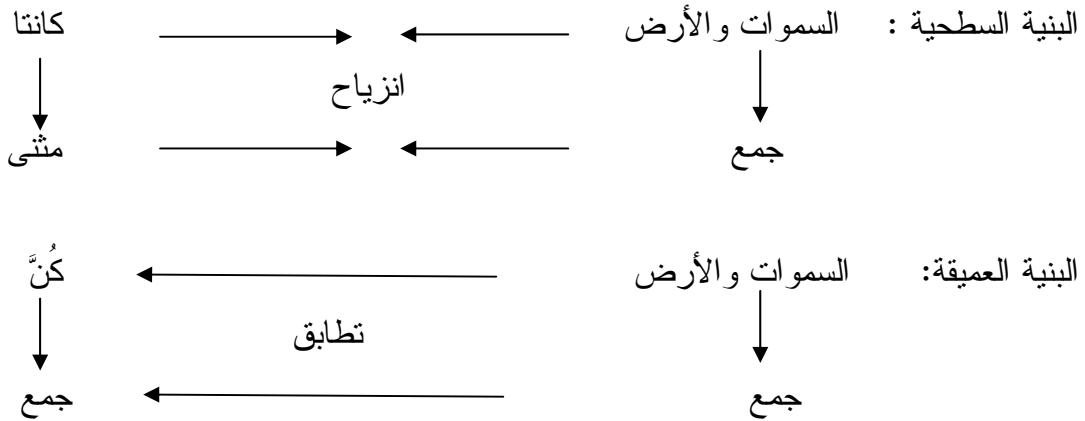 البنية السطحية : السموات والأرض كانتا
انزياح
جمع مثنى
البنية العميقة: السموات والأرض كُنَّ
تطابق
جمع جمع